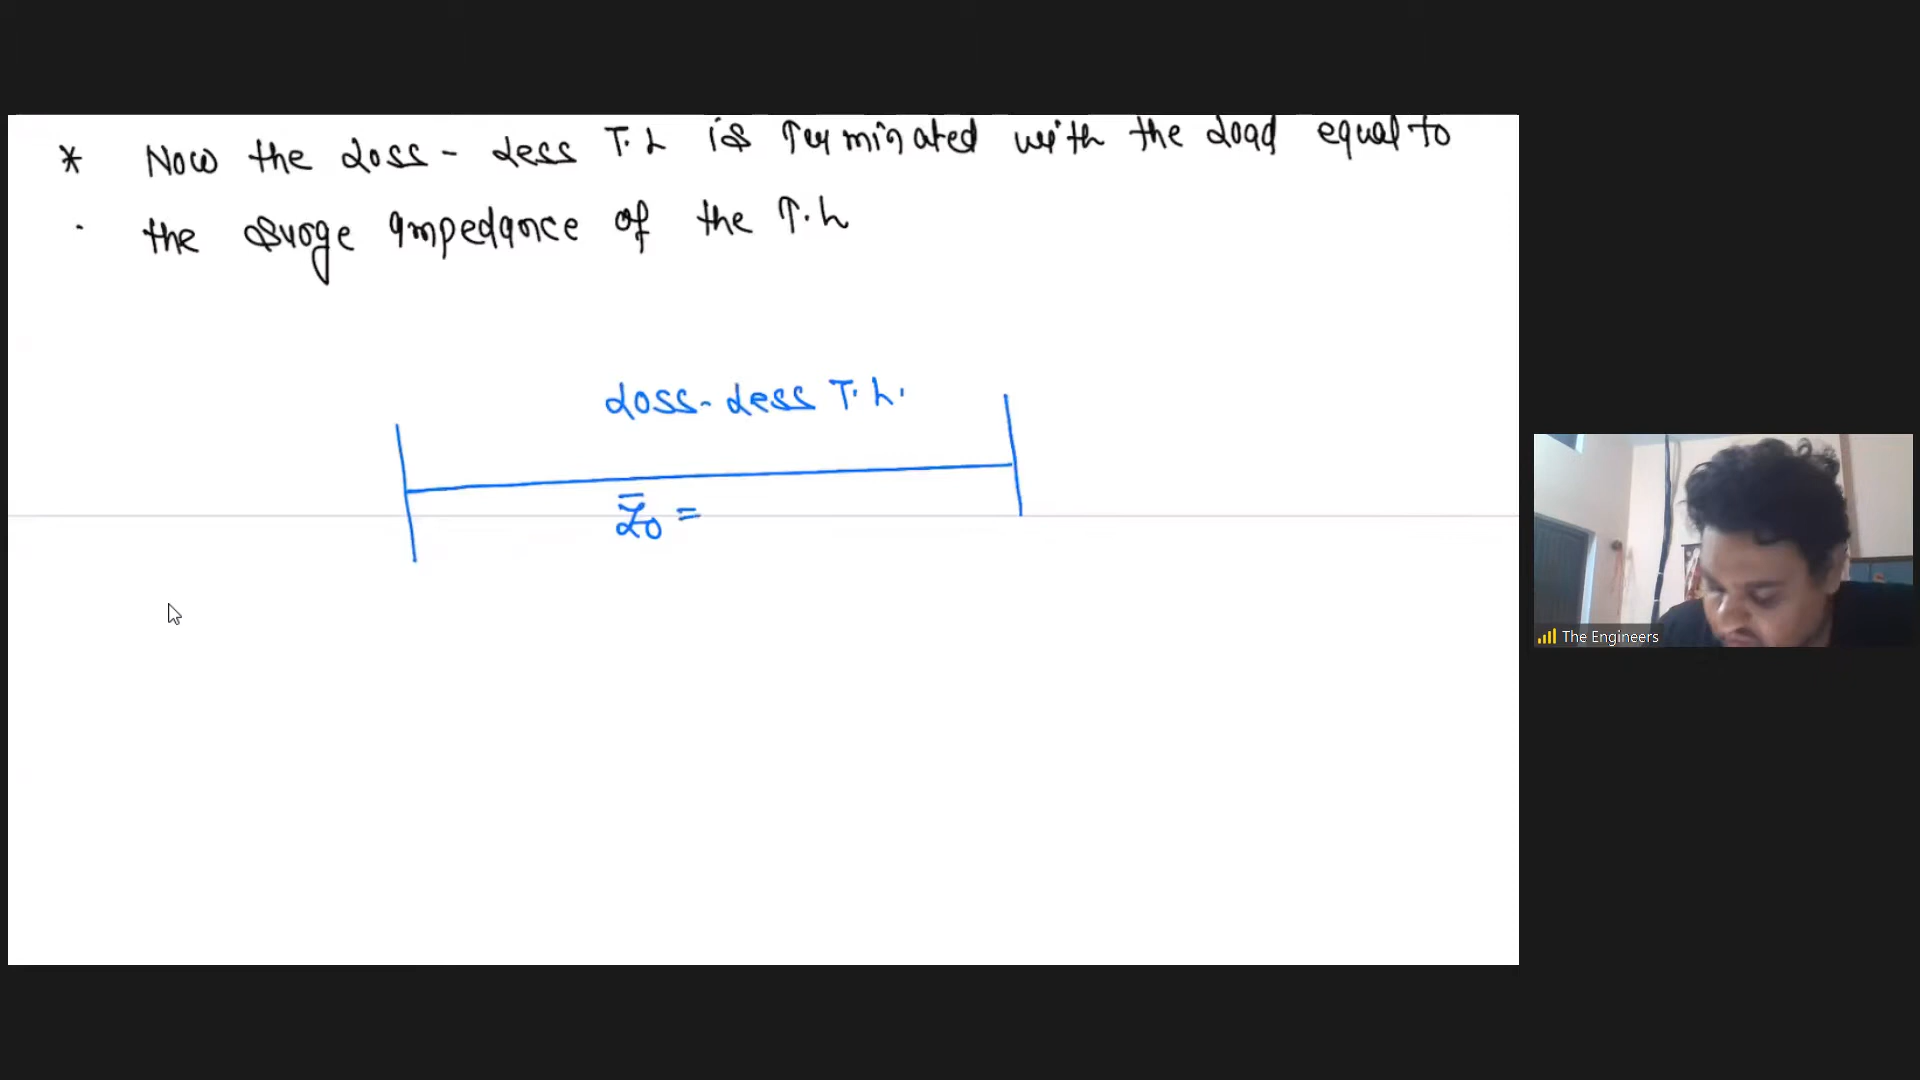 * Now the Loss-Less T.L is Terminated with the Load equal to
the Surge impedance of the T.L
Loss-Less T.L.
Z̄0 =
The Engineers